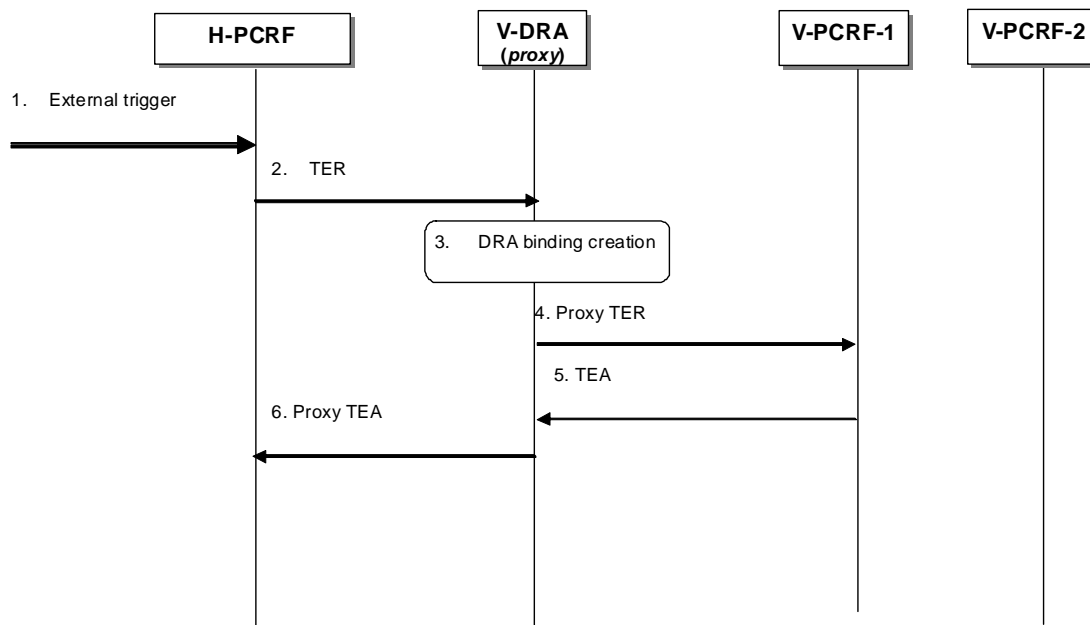 H-PCRF
V-DRA
(proxy)
V-PCRF-1
V-PCRF-2
1. External trigger
2. TER
3. DRA binding creation
4. Proxy TER
5. TEA
6. Proxy TEA